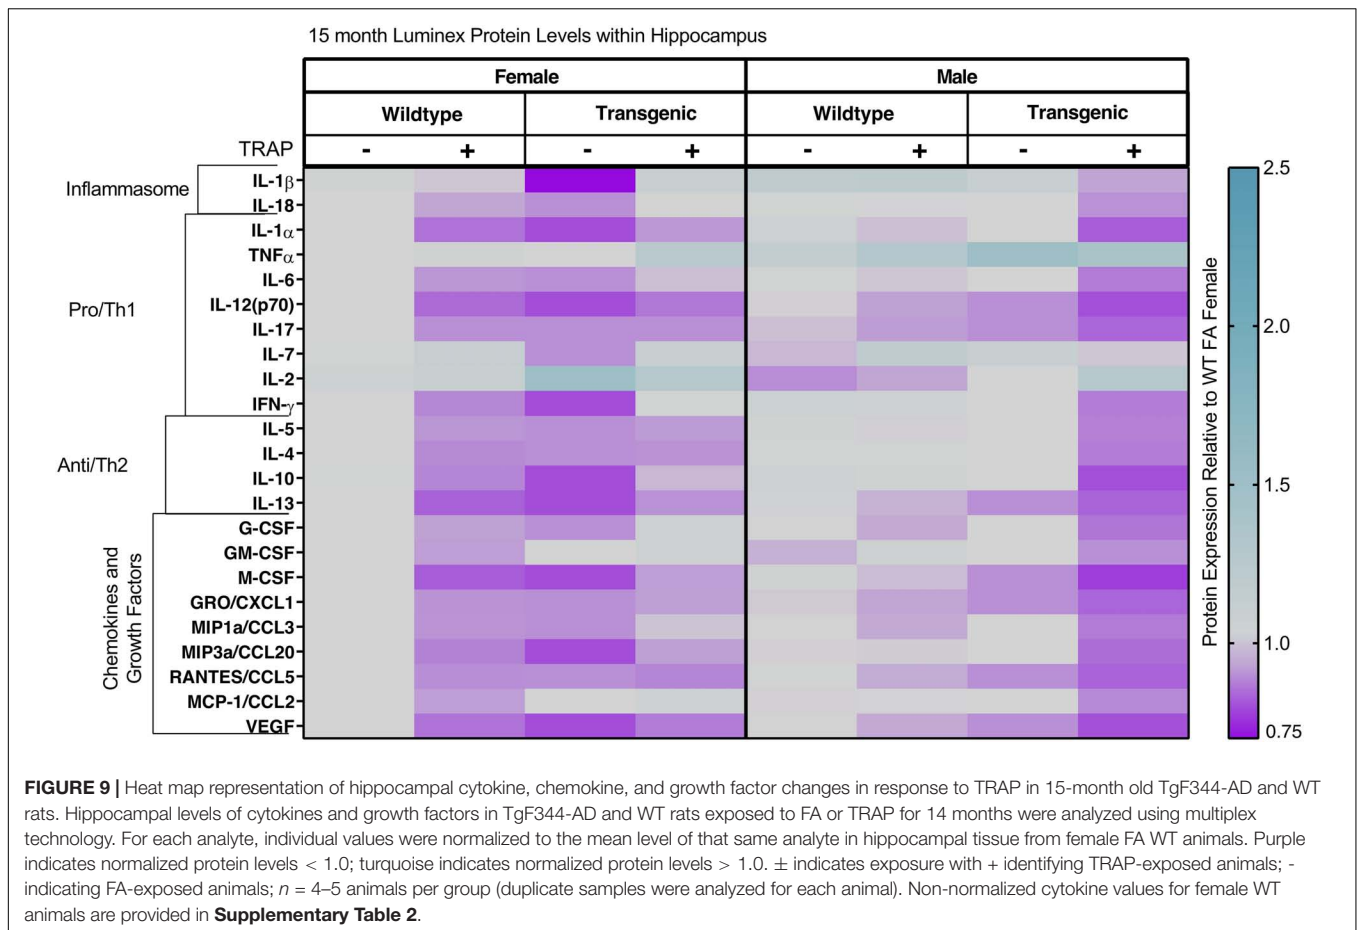 15 month Luminex Protein Levels within Hippocampus
Female Male
Wildtype Transgenic Wildtype Transgenic
TRAP - + - + - + - +
Inflammasome
IL-1β
IL-18
Pro/Th1
IL-1α
TNFα
IL-6
IL-12(p70)
IL-17
IL-7
IL-2
IFN-γ
Anti/Th2
IL-5
IL-4
IL-10
IL-13
Chemokines and
Growth Factors
G-CSF
GM-CSF
M-CSF
GRO/CXCL1
MIP1a/CCL3
MIP3a/CCL20
RANTES/CCL5
MCP-1/CCL2
VEGF
Protein Expression Relative to WT FA Female
2.5
2.0
1.5
1.0
0.75
FIGURE 9 | Heat map representation of hippocampal cytokine, chemokine, and growth factor changes in response to TRAP in 15-month old TgF344-AD and WT
rats. Hippocampal levels of cytokines and growth factors in TgF344-AD and WT rats exposed to FA or TRAP for 14 months were analyzed using multiplex
technology. For each analyte, individual values were normalized to the mean level of that same analyte in hippocampal tissue from female FA WT animals. Purple
indicates normalized protein levels < 1.0; turquoise indicates normalized protein levels > 1.0. ± indicates exposure with + identifying TRAP-exposed animals; -
indicating FA-exposed animals; n = 4–5 animals per group (duplicate samples were analyzed for each animal). Non-normalized cytokine values for female WT
animals are provided in Supplementary Table 2.